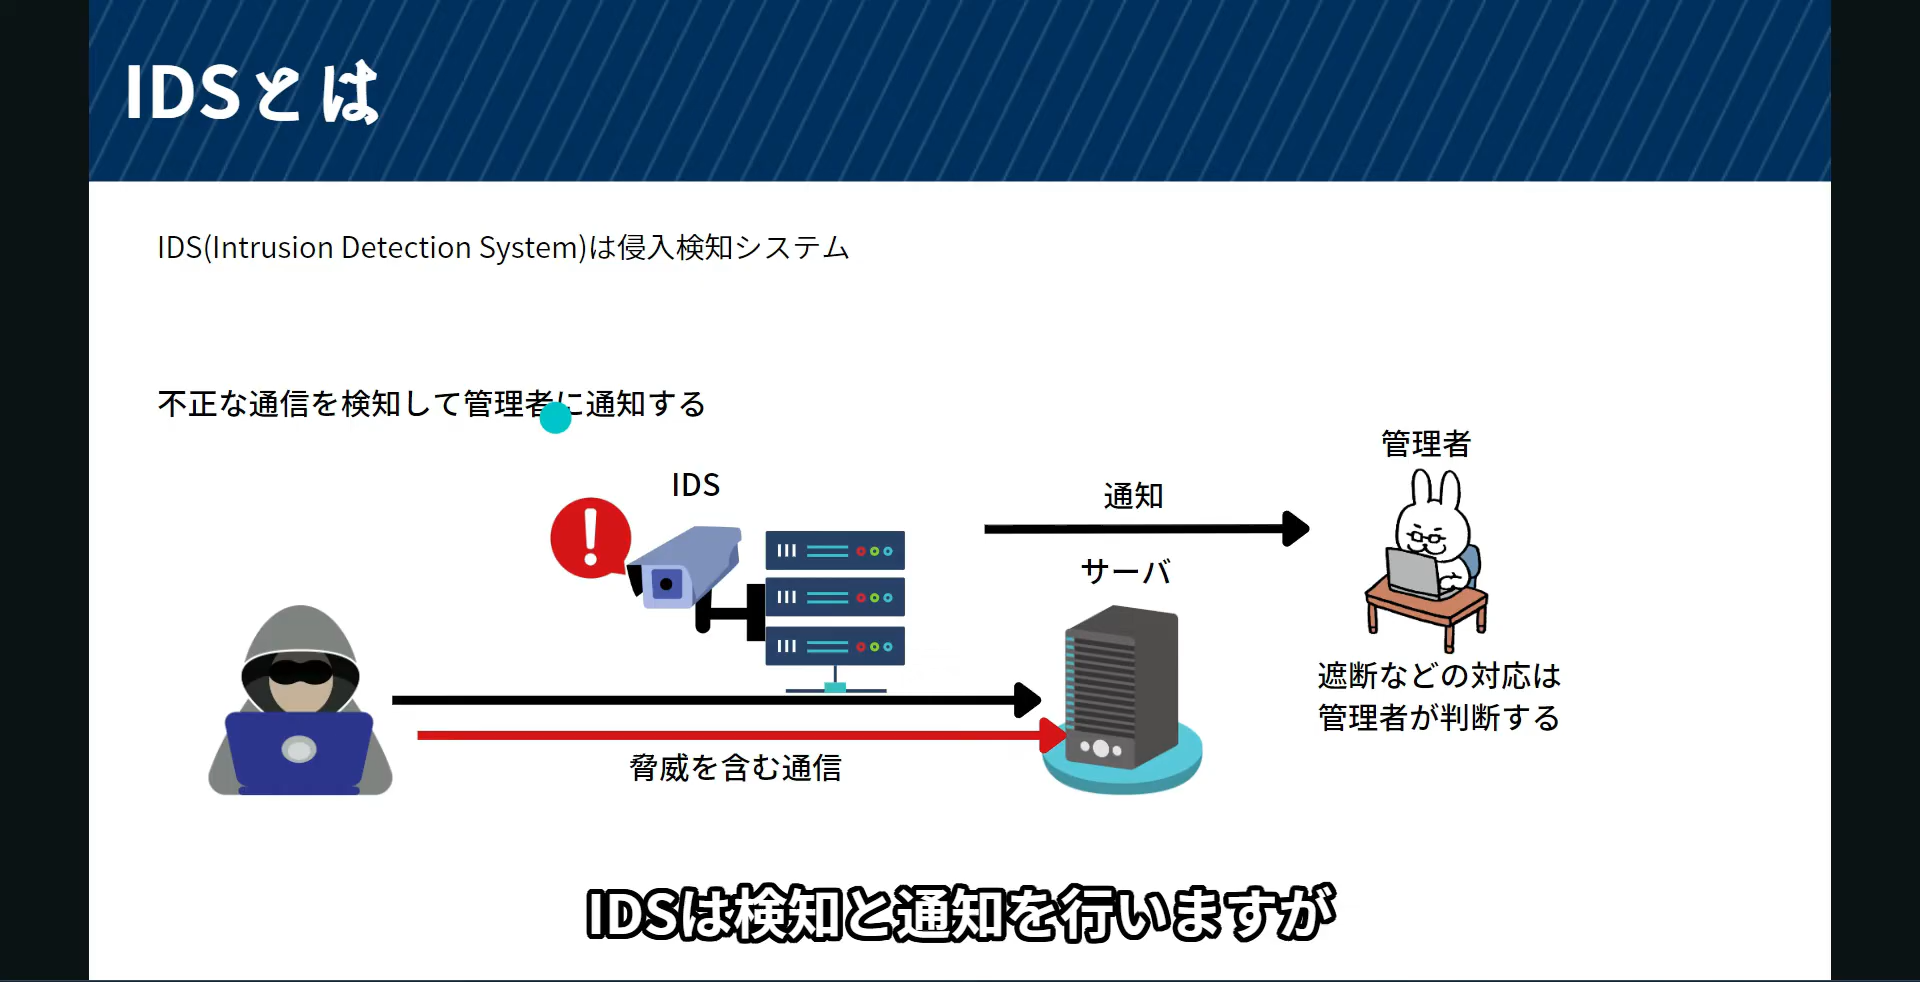 IDSとは
IDS(Intrusion Detection System)は侵入検知システム
不正な通信を検知して管理者に通知する
管理者
IDS
通知
サーバ
遮断などの対応は
管理者が判断する
脅威を含む通信
IDSは検知と通知を行いますが